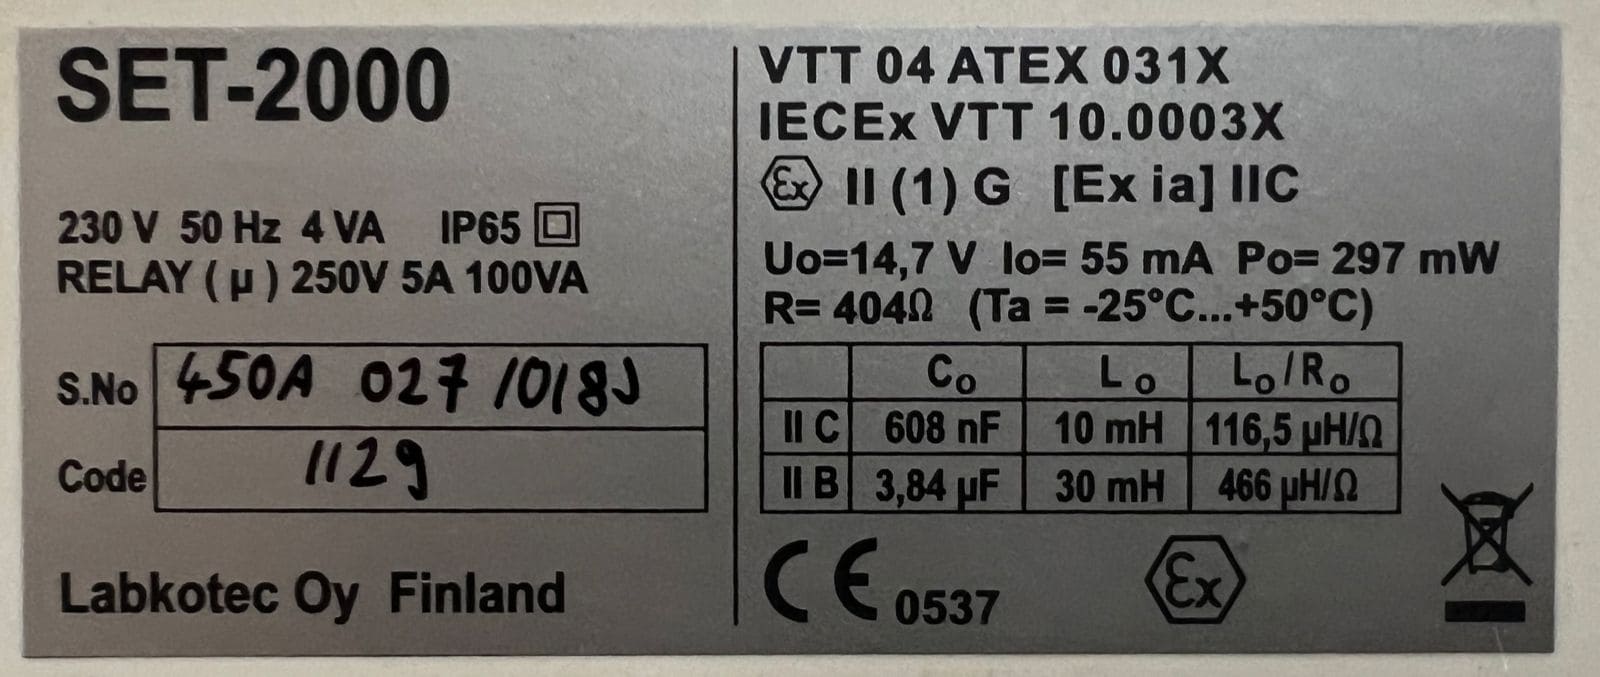 SET-2000
230 V 50 Hz 4 VA IP65
RELAY ( µ ) 250V 5A 100VA
S.No 450A 027 /018J
Code 1129
Labkotec Oy Finland
VTT 04 ATEX 031X
IECEx VTT 10.0003X
Ex II (1) G [Ex ia] IIC
Uo=14,7 V Io= 55 mA Po= 297 mW
R= 404Ω (Ta = -25°C...+50°C)
Co Lo Lo/Ro
II C 608 nF 10 mH 116,5 µH/Ω
II B 3,84 µF 30 mH 466 µH/Ω
CE 0537 Ex